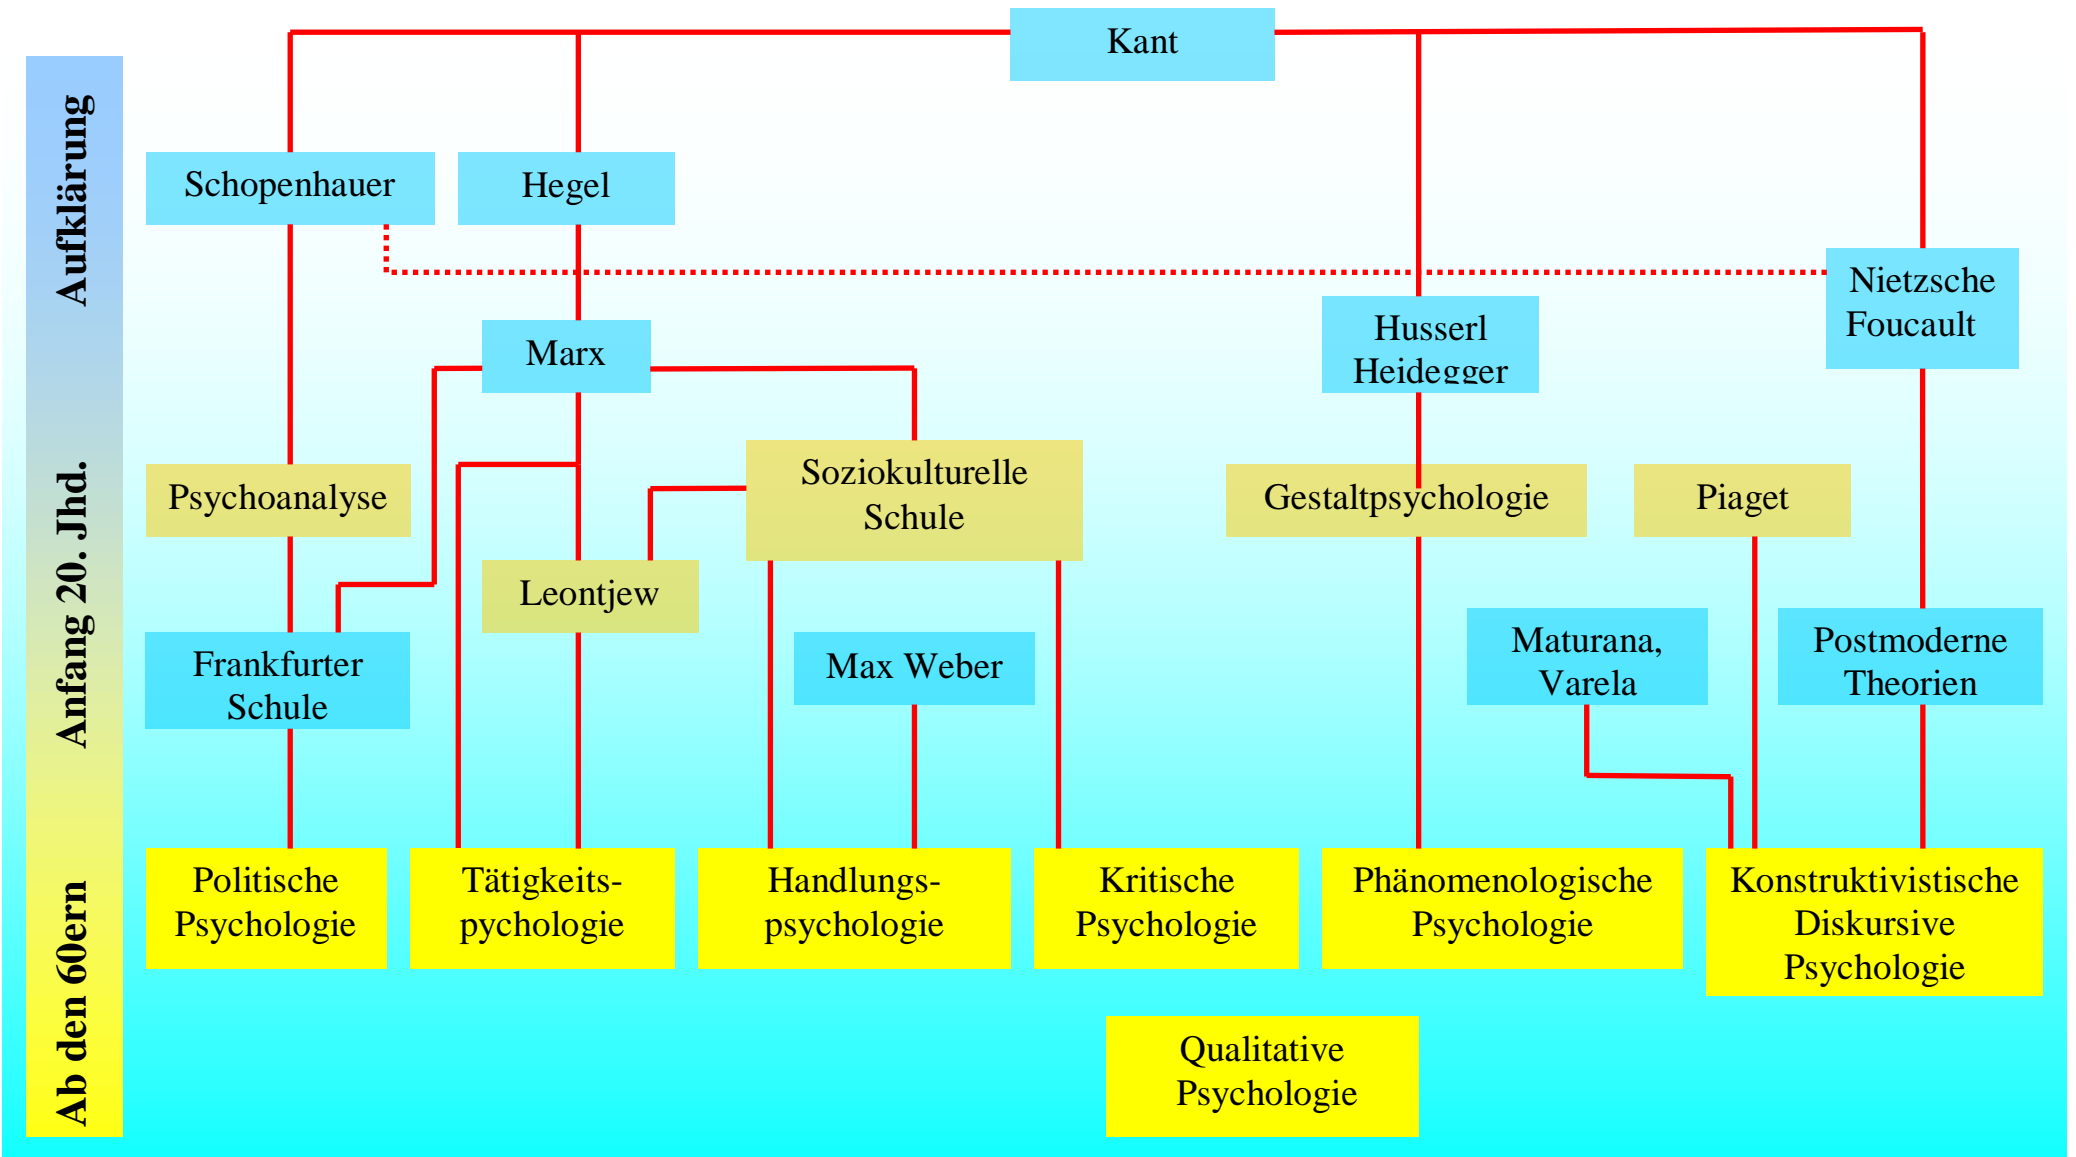 Kant
Aufklärung
Schopenhauer
Hegel
Nietzsche
Foucault
Husserl
Heidegger
Marx
Anfang 20. Jhd.
Psychoanalyse
Soziokulturelle
Schule
Gestaltpsychologie
Piaget
Leontjew
Frankfurter
Schule
Max Weber
Maturana,
Varela
Postmoderne
Theorien
Ab den 60ern
Politische
Psychologie
Tätigkeits-
pychologie
Handlungs-
psychologie
Kritische
Psychologie
Phänomenologische
Psychologie
Konstruktivistische
Diskursive
Psychologie
Qualitative
Psychologie